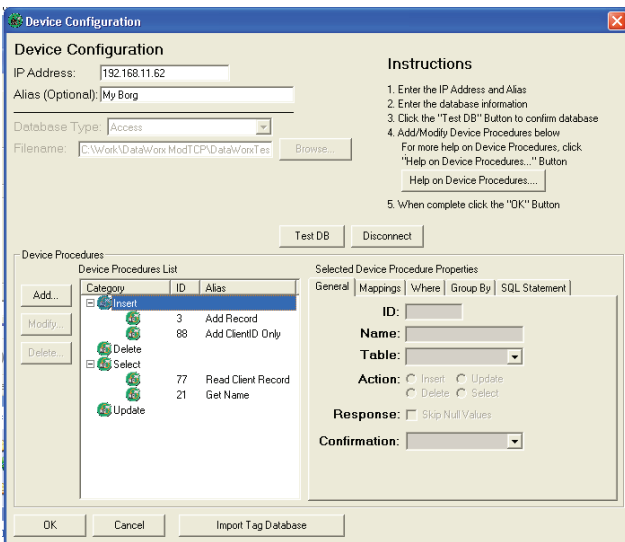 Device Configuration
Device Configuration
IP Address: 192.168.11.62
Alias (Optional): My Borg
Database Type: Access
Filename: C:\Work\DataWorx ModTCP\DataWorxTes Browse...
Instructions
1. Enter the IP Address and Alias
2. Enter the database information
3. Click the "Test DB" Button to confirm database
4. Add/Modify Device Procedures below
For more help on Device Procedures, click
"Help on Device Procedures..." Button
Help on Device Procedures....
5. When complete click the "OK" Button
Test DB Disconnect
Device Procedures
Device Procedures List
Add...
Modify...
Delete...
Category ID Alias
Insert
3 Add Record
88 Add ClientID Only
Delete
Select
77 Read Client Record
21 Get Name
Update
Selected Device Procedure Properties
General Mappings Where Group By SQL Statement
ID:
Name:
Table:
Action: Insert Update
Delete Select
Response: Skip Null Values
Confirmation:
OK Cancel Import Tag Database